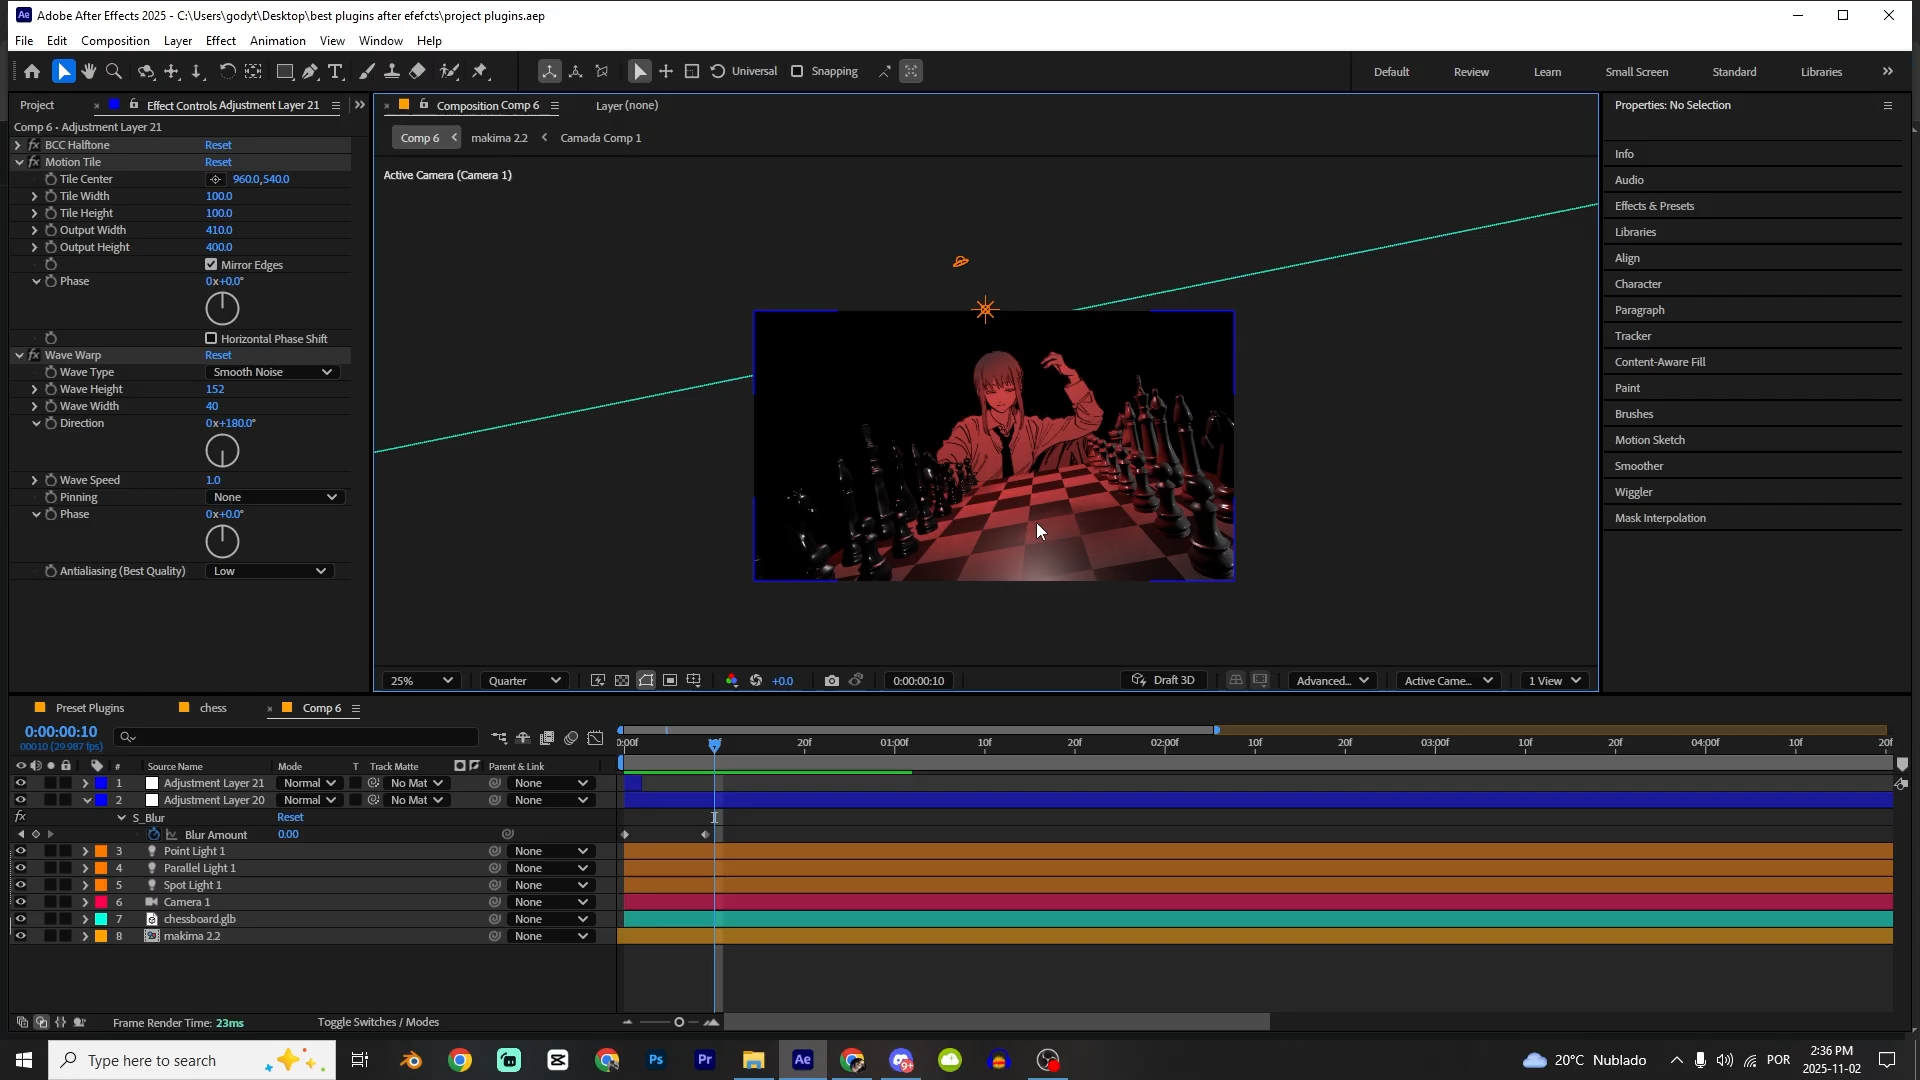 Adobe After Effects 2025 - C:\Users\godyt\Desktop\best plugins after efefcts\project plugins.aep
File Edit Composition Layer Effect Animation View Window Help
Universal Snapping Default Review Learn Small Screen Standard Libraries
Project Effect Controls Adjustment Layer 21
Comp 6 • Adjustment Layer 21
BCC Halftone Reset
Motion Tile Reset
Tile Center 960.0,540.0
Tile Width 100.0
Tile Height 100.0
Output Width 410.0
Output Height 400.0
Mirror Edges
Phase 0x+0.0°
Horizontal Phase Shift
Wave Warp Reset
Wave Type Smooth Noise
Wave Height 152
Wave Width 40
Direction 0x+180.0°
Wave Speed 1.0
Pinning None
Phase 0x+0.0°
Antialiasing (Best Quality) Low
Composition Comp 6 Layer (none)
Comp 6 makima 2.2 Camada Comp 1
Active Camera (Camera 1)
25% Quarter +0.0 0:00:00:10 Draft 3D Advanced... Active Came... 1 View
Properties: No Selection
Info
Audio
Effects & Presets
Libraries
Align
Character
Paragraph
Tracker
Content-Aware Fill
Paint
Brushes
Motion Sketch
Smoother
Wiggler
Mask Interpolation
Preset Plugins chess Comp 6
0:00:00:10
00010 (29.987 fps)
20f 01:00f 10f 20f 02:00f 10f 20f 03:00f 10f 20f 04:00f 10f 20f
# Source Name Mode T Track Matte Parent & Link
1 Adjustment Layer 21 Normal No Mat None
2 Adjustment Layer 20 Normal No Mat None
fx S_Blur Reset
Blur Amount 0.00
3 Point Light 1 None
4 Parallel Light 1 None
5 Spot Light 1 None
6 Camera 1 None
7 chessboard.glb None
8 makima 2.2 None
Frame Render Time: 23ms Toggle Switches / Modes
Type here to search Ps Pr Ae 9+ 20°C Nublado POR
2:36 PM
2025-11-02